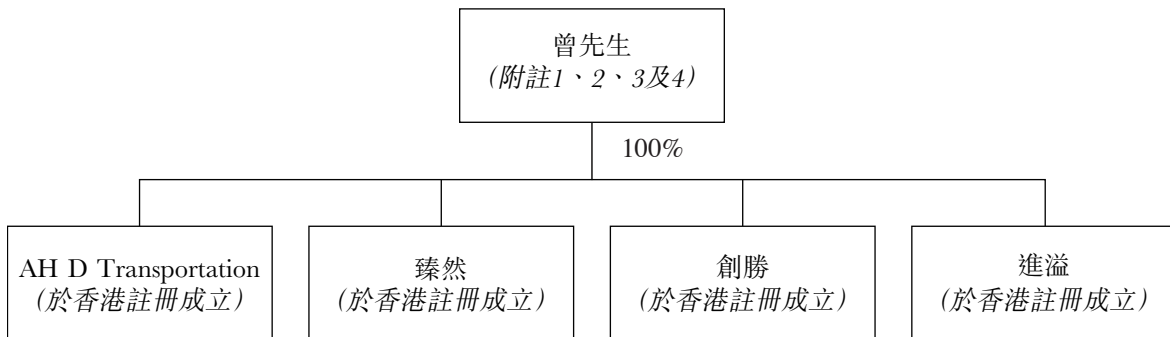 曾先生
(附註1、2、3及4)
100%
AH D Transportation
(於香港註冊成立)
臻然
(於香港註冊成立)
創勝
(於香港註冊成立)
進溢
(於香港註冊成立)